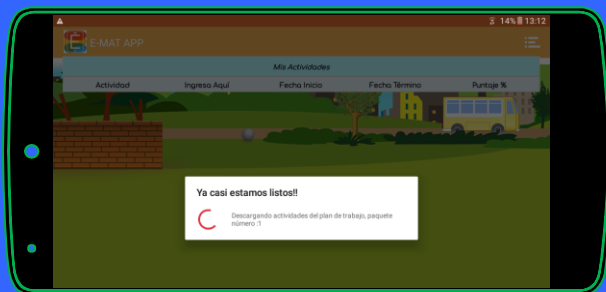 14% 13:12
E-MAT APP
Mis Actividades
Actividad Ingresa Aquí Fecha Inicio Fecha Término Puntaje %
Ya casi estamos listos!!
Descargando actividades del plan de trabajo, paquete
número :1